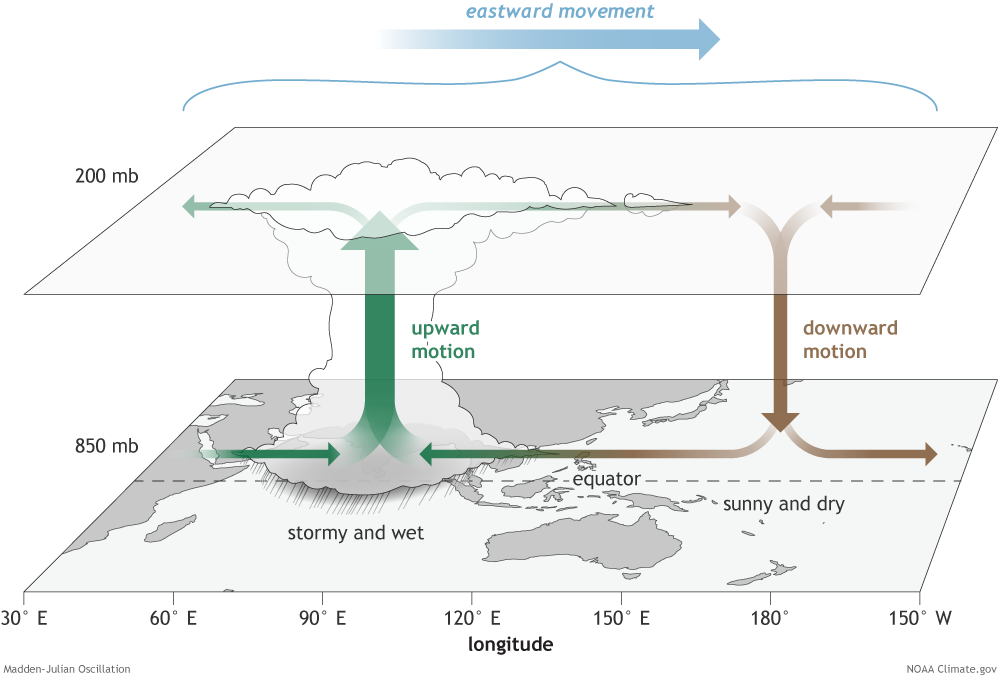 eastward movement
200 mb
upward
motion
downward
motion
850 mb
equator
sunny and dry
stormy and wet
30° E 60° E 90° E 120° E 150° E 180° 150° W
longitude
Madden-Julian Oscillation NOAA Climate.gov